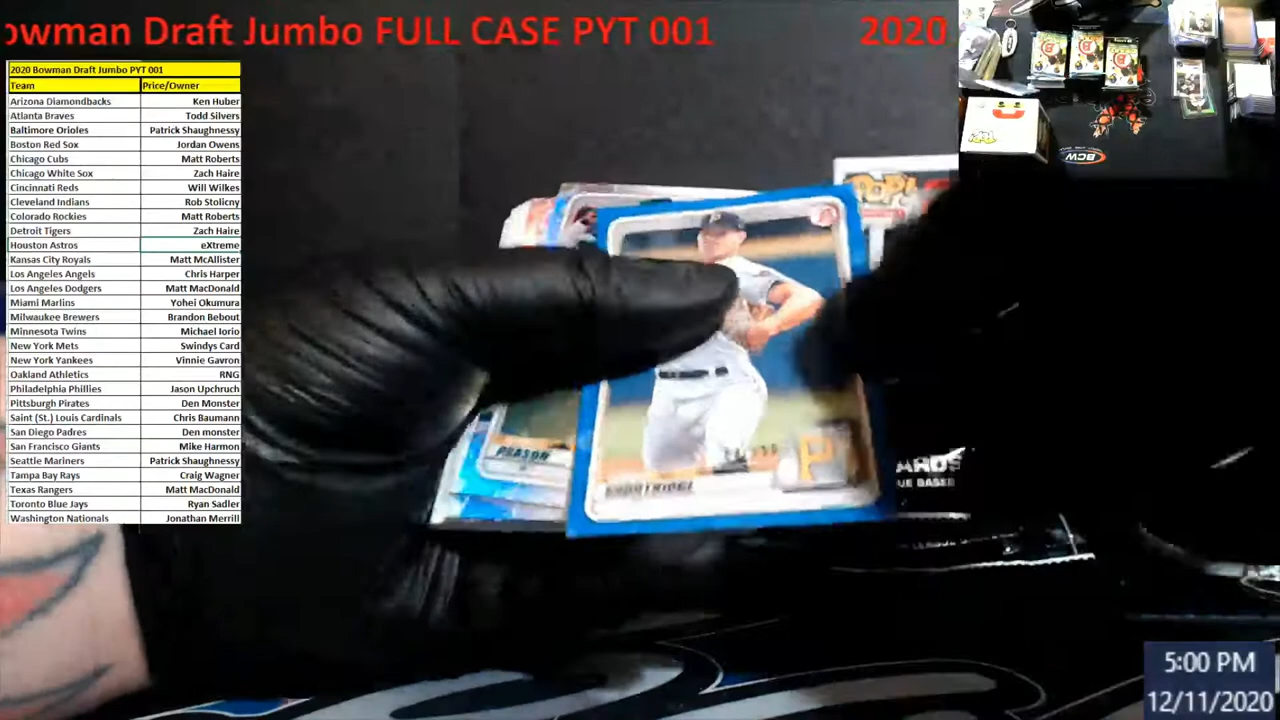 owman Draft Jumbo FULL CASE PYT 001 2020
2020 Bowman Draft Jumbo PYT 001
Team Price/Owner
Arizona Diamondbacks Ken Huber
Atlanta Braves Todd Silvers
Baltimore Orioles Patrick Shaughnessy
Boston Red Sox Jordan Owens
Chicago Cubs Matt Roberts
Chicago White Sox Zach Haire
Cincinnati Reds Will Wilkes
Cleveland Indians Rob Stolicny
Colorado Rockies Matt Roberts
Detroit Tigers Zach Haire
Houston Astros eXtreme
Kansas City Royals Matt McAllister
Los Angeles Angels Chris Harper
Los Angeles Dodgers Matt MacDonald
Miami Marlins Yohei Okumura
Milwaukee Brewers Brandon Bebout
Minnesota Twins Michael Iorio
New York Mets Swindys Card
New York Yankees Vinnie Gavron
Oakland Athletics RNG
Philadelphia Phillies Jason Upchruch
Pittsburgh Pirates Den Monster
Saint (St.) Louis Cardinals Chris Baumann
San Diego Padres Den monster
San Francisco Giants Mike Harmon
Seattle Mariners Patrick Shaughnessy
Tampa Bay Rays Craig Wagner
Texas Rangers Matt MacDonald
Toronto Blue Jays Ryan Sadler
Washington Nationals Jonathan Merrill
POP!
P
BCW
5:00 PM
12/11/2020